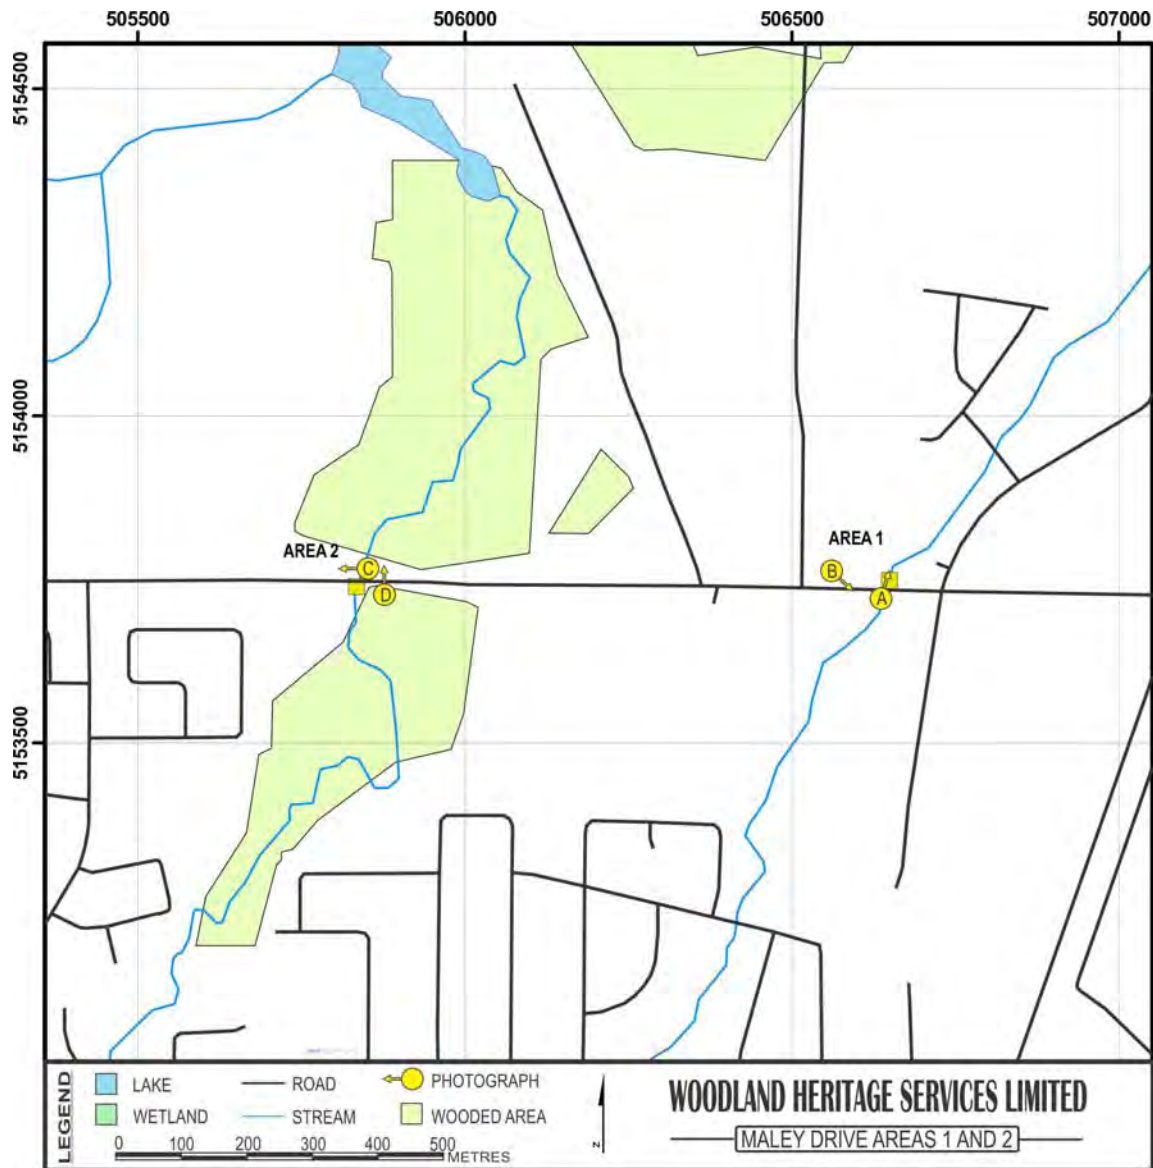 505500 506000 506500 507000
5154500
5154000
5153500
AREA 2
C
D
AREA 1
B
A
LEGEND
LAKE
ROAD
PHOTOGRAPH
WETLAND
STREAM
WOODED AREA
0 100 200 300 400 500
METRES
z
WOODLAND HERITAGE SERVICES LIMITED
MALEY DRIVE AREAS 1 AND 2